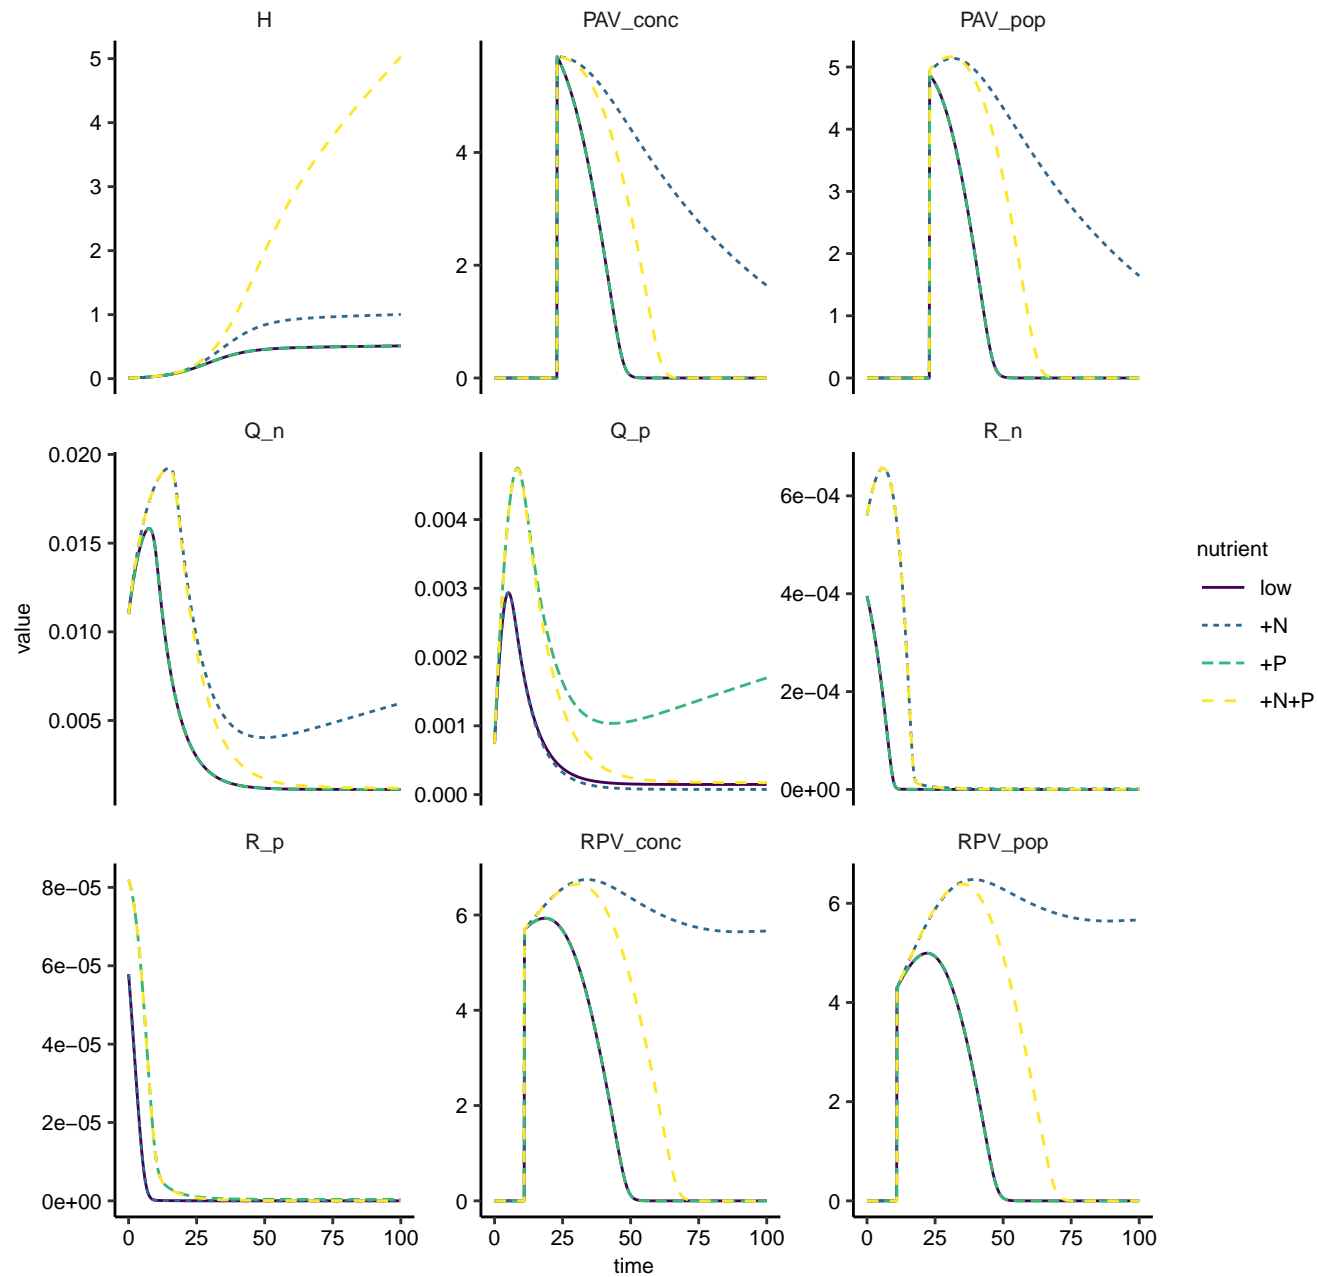 H
PAV_conc
PAV_pop
5
4
3
2
1
0
4
2
0
5
4
3
2
1
0
Q_n
Q_p
R_n
0.020
0.015
0.010
0.005
0.004
0.003
0.002
0.001
0.000
6e−04
4e−04
2e−04
0e+00
R_p
RPV_conc
RPV_pop
8e−05
6e−05
4e−05
2e−05
0e+00
6
4
2
0
6
4
2
0
0 25 50 75 100
0 25 50 75 100
0 25 50 75 100
time
value
nutrient
low
+N
+P
+N+P